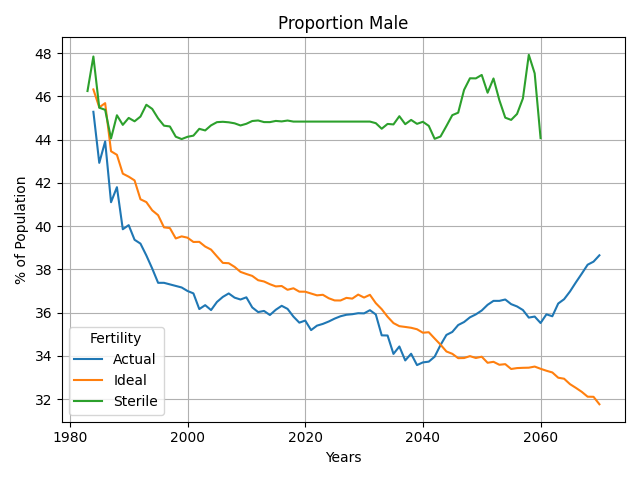 Proportion Male
48
46
44
42
40
38
36
34
32
% of Population
Fertility
Actual
Ideal
Sterile
1980
2000
2020
2040
2060
Years